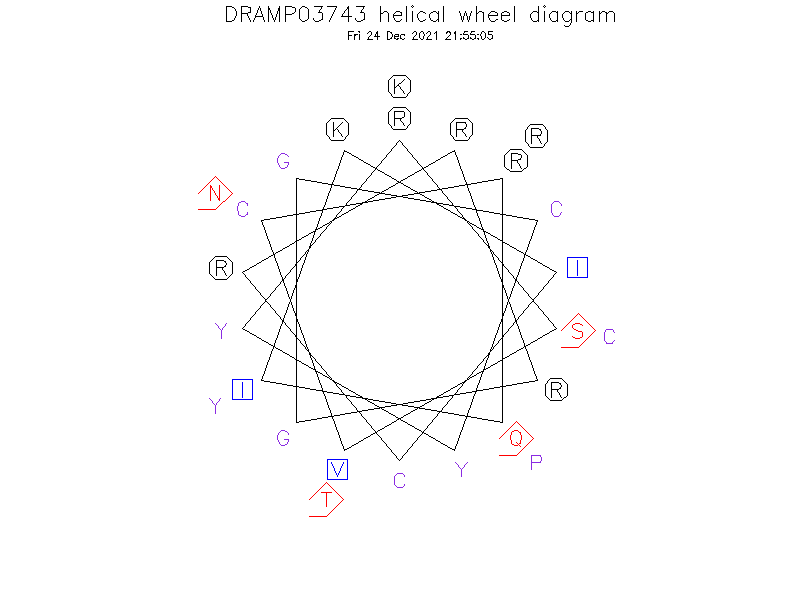 DRAMP03743 helical wheel diagram
Fri 24 Dec 2021 21:55:05
K
R
K
R
R
R
G
N
C
C
R
I
Y
S
C
I
Y
R
G
Q
P
V
Y
C
T